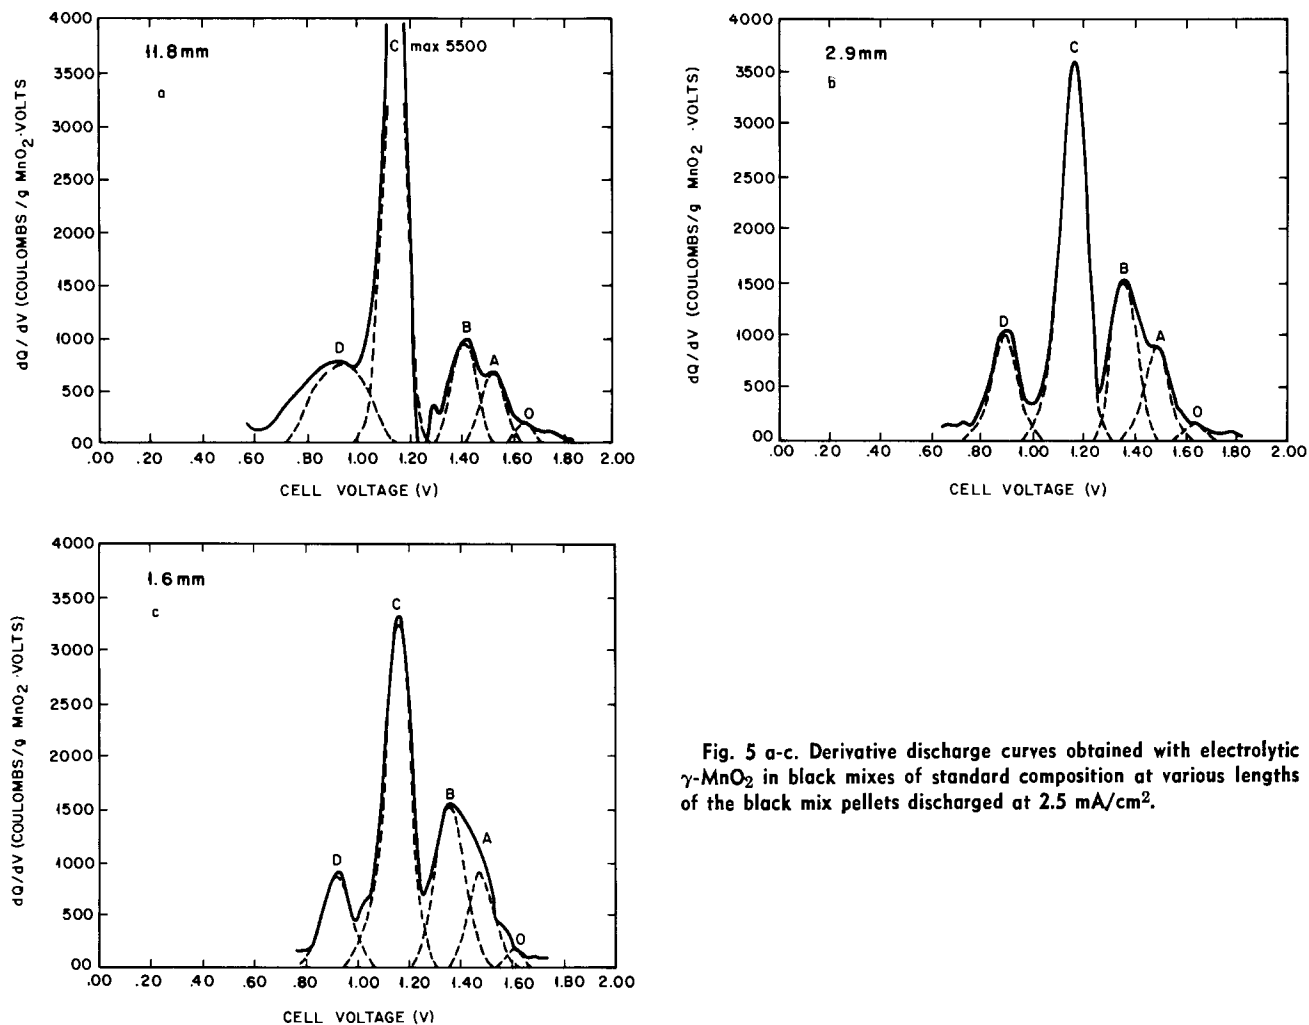 4000
3500
3000
2500
2000
1500
1000
500
00
11.8mm
a
C max 5500
D
B
A
O
.00 .20 .40 .60 .80 1.00 1.20 1.40 1.60 1.80 2.00
CELL VOLTAGE (V)
dQ/dV (COULOMBS/g MnO2·VOLTS
4000
3500
3000
2500
2000
1500
1000
500
00
2.9mm
b
C
D
B
A
O
.00 .20 .40 .60 .80 1.00 1.20 1.40 1.60 1.80 2.00
CELL VOLTAGE (V)
dQ/dV (COULOMBS/g MnO2 ·VOLTS)
4000
3500
3000
2500
2000
1500
1000
500
00
1.6mm
c
C
D
B
A
O
.00 .20 .40 .60 .80 1.00 1.20 1.40 1.60 1.80 2.00
CELL VOLTAGE (V)
dQ/dV (COULOMBS/g MnO2 ·VOLTS)
Fig. 5 a-c. Derivative discharge curves obtained with electrolytic
γ-MnO2 in black mixes of standard composition at various lengths
of the black mix pellets discharged at 2.5 mA/cm².